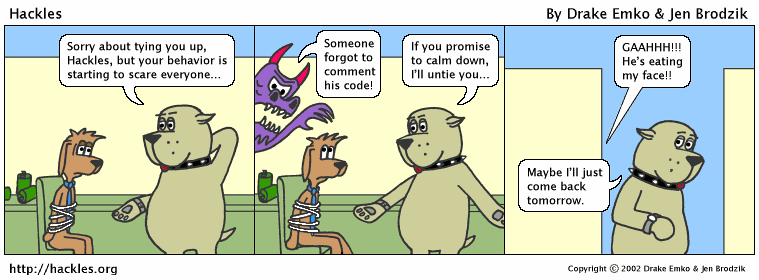 Hackles
By Drake Emko & Jen Brodzik
Sorry about tying you up,
Hackles, but your behavior is
starting to scare everyone...
Someone
forgot to
comment
his code!
If you promise
to calm down,
I'll untie you...
GAAHHH!!!
He's eating
my face!!
Maybe I'll just
come back
tomorrow.
http://hackles.org
Copyright © 2002 Drake Emko & Jen Brodzik